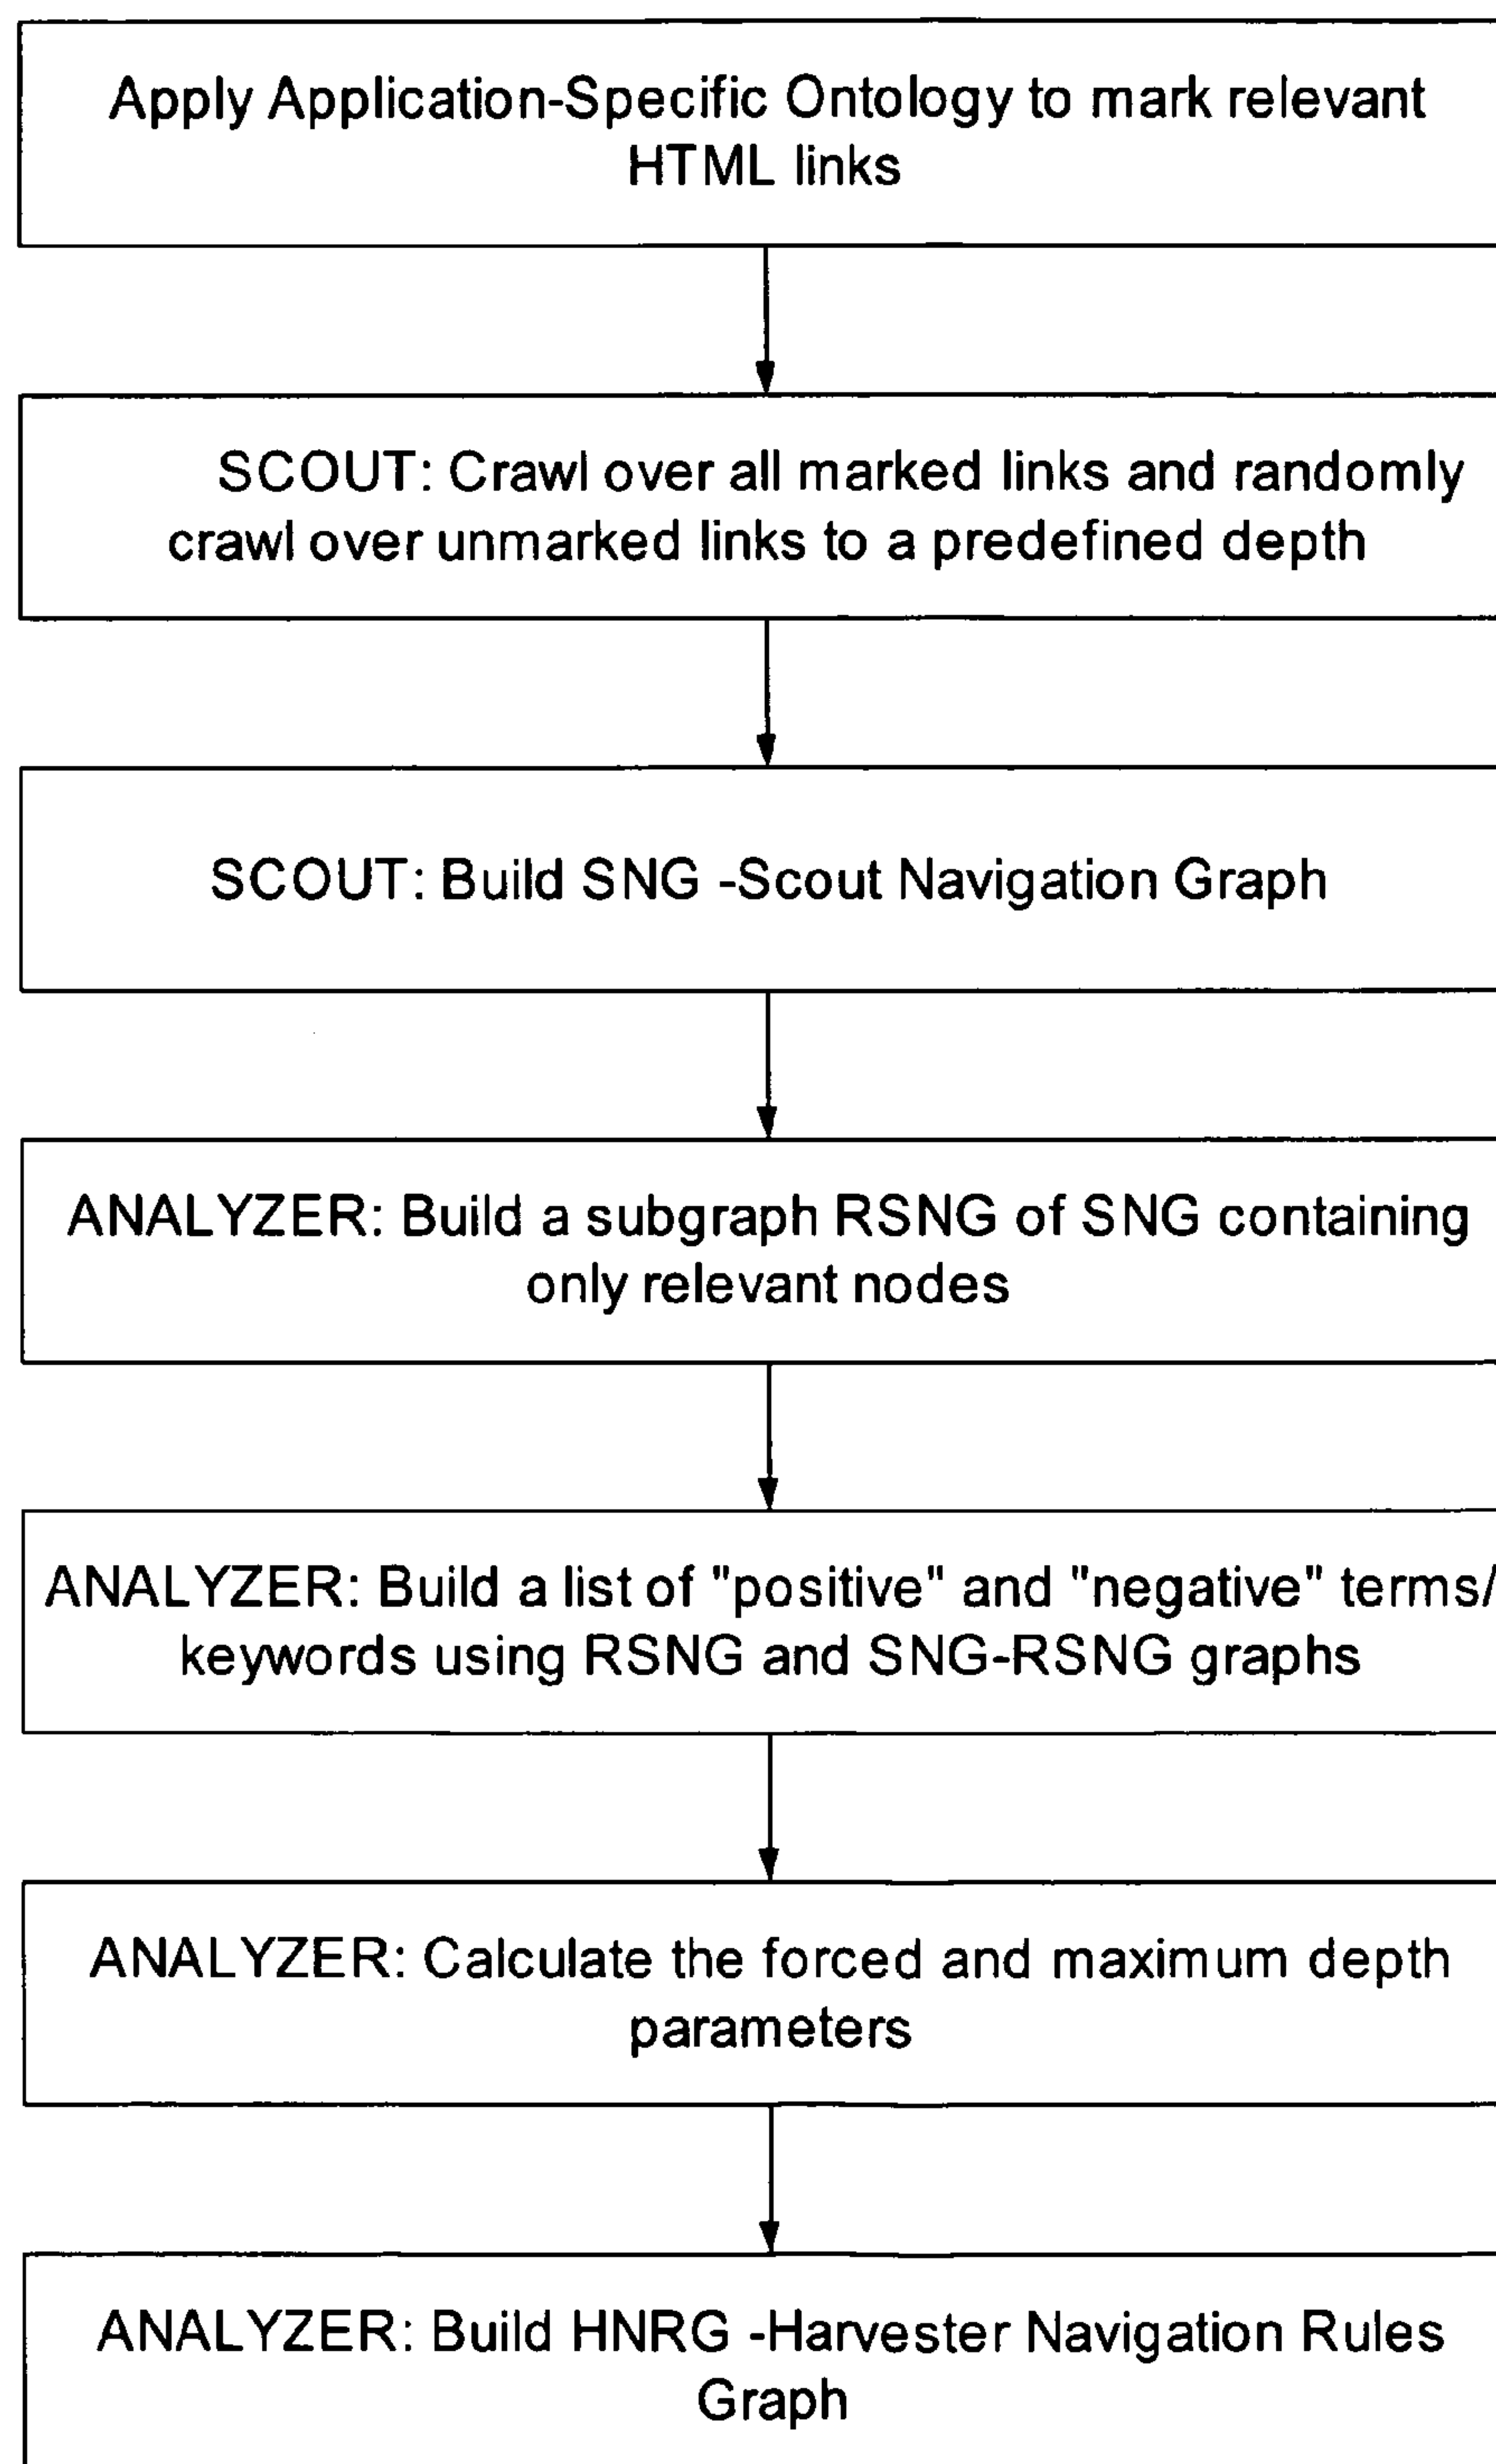 Apply Application-Specific Ontology to mark relevant
HTML links
SCOUT: Crawl over all marked links and randomly
crawl over unmarked links to a predefined depth
SCOUT: Build SNG -Scout Navigation Graph
ANALYZER: Build a subgraph RSNG of SNG containing
only relevant nodes
ANALYZER: Build a list of "positive" and "negative" terms/
keywords using RSNG and SNG-RSNG graphs
ANALYZER: Calculate the forced and maximum depth
parameters
ANALYZER: Build HNRG -Harvester Navigation Rules
Graph